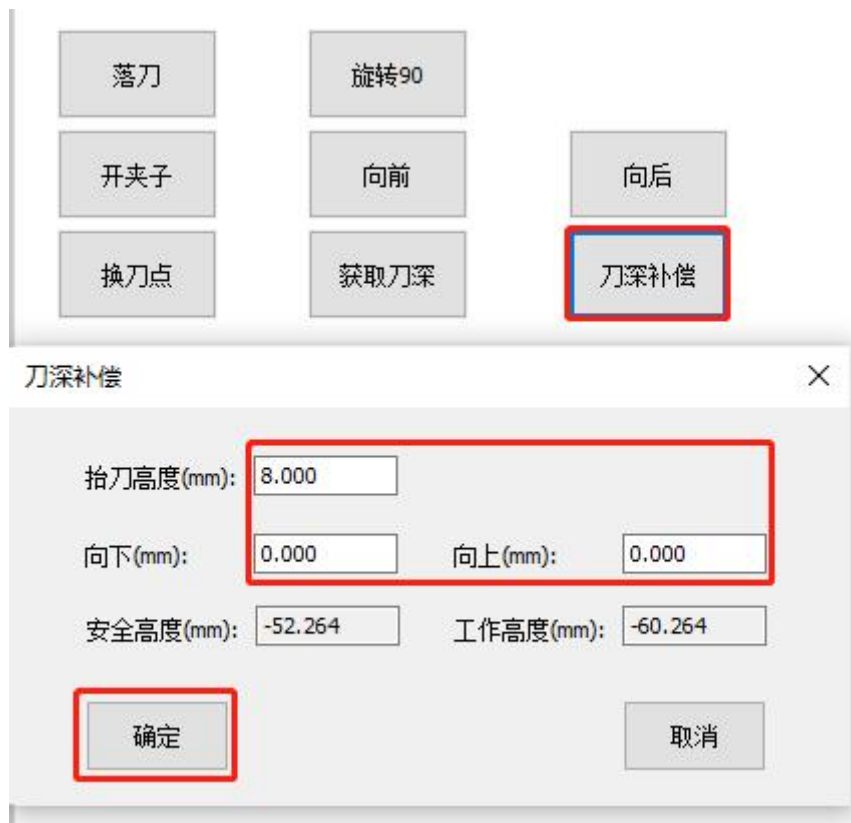 落刀 旋转90
开夹子 向前 向后
换刀点 获取刀深 刀深补偿
刀深补偿
抬刀高度(mm): 8.000
向下(mm): 0.000 向上(mm): 0.000
安全高度(mm): -52.264 工作高度(mm): -60.264
确定 取消